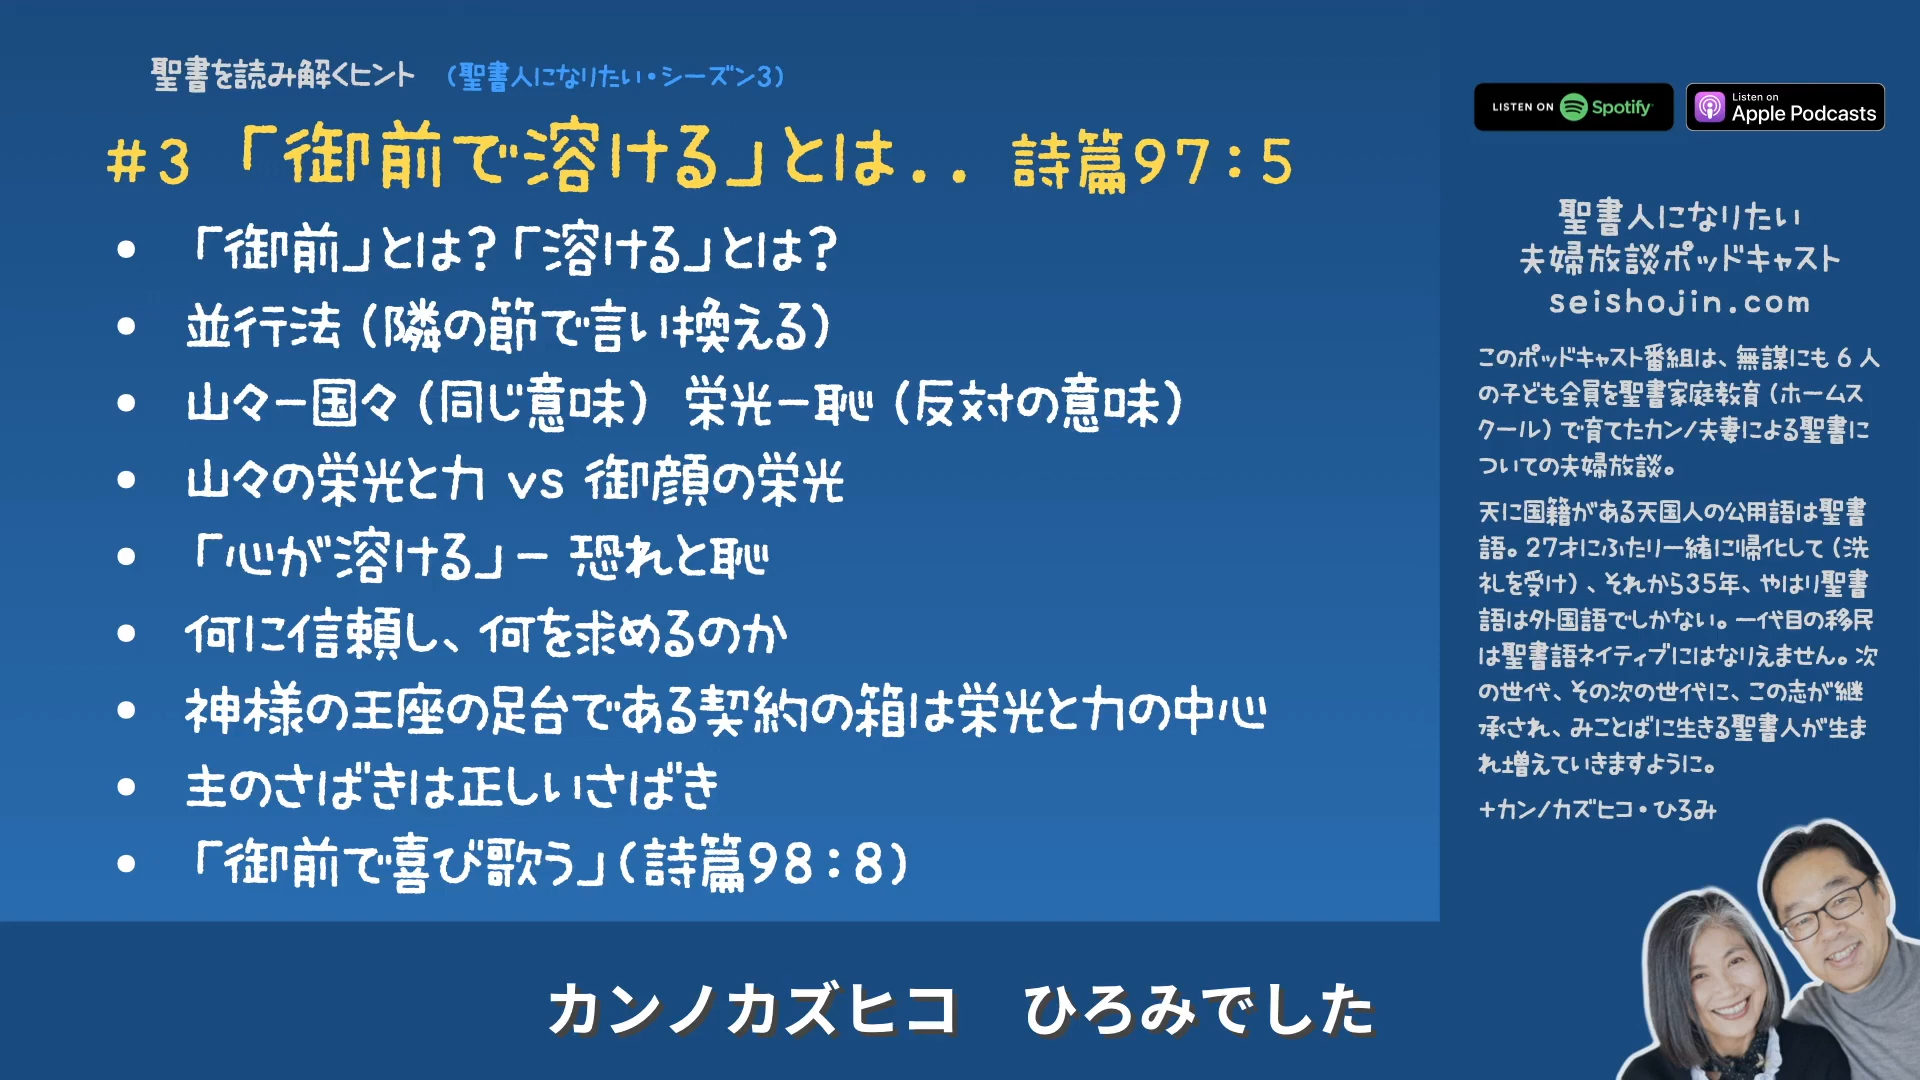 聖書を読み解くヒント （聖書人になりたい・シーズン3）
#3 「御前で溶ける」とは．． 詩篇97：5
• 「御前」とは？「溶ける」とは？
• 並行法（隣の節で言い換える）
• 山々ー国々（同じ意味） 栄光ー恥（反対の意味）
• 山々の栄光と力 vs 御顔の栄光
• 「心が溶ける」ー 恐れと恥
• 何に信頼し、何を求めるのか
• 神様の王座の足台である契約の箱は栄光と力の中心
• 主のさばきは正しいさばき
• 「御前で喜び歌う」（詩篇98：8）
LISTEN ON Spotify
Listen on
Apple Podcasts
聖書人になりたい
夫婦放談ポッドキャスト
seishojin.com
このポッドキャスト番組は、無謀にも 6 人
の子ども全員を聖書家庭教育（ホームス
クール）で育てたカンノ夫妻による聖書に
ついての夫婦放談。
天に国籍がある天国人の公用語は聖書
語。27才にふたり一緒に帰化して（洗
礼を受け）、それから35年、やはり聖書
語は外国語でしかない。一代目の移民
は聖書語ネイティブにはなりえません。次
の世代、その次の世代に、この志が継
承され、みことばに生きる聖書人が生ま
れ増えていきますように。
+カンノカズヒコ・ひろみ
カンノカズヒコ　ひろみでした